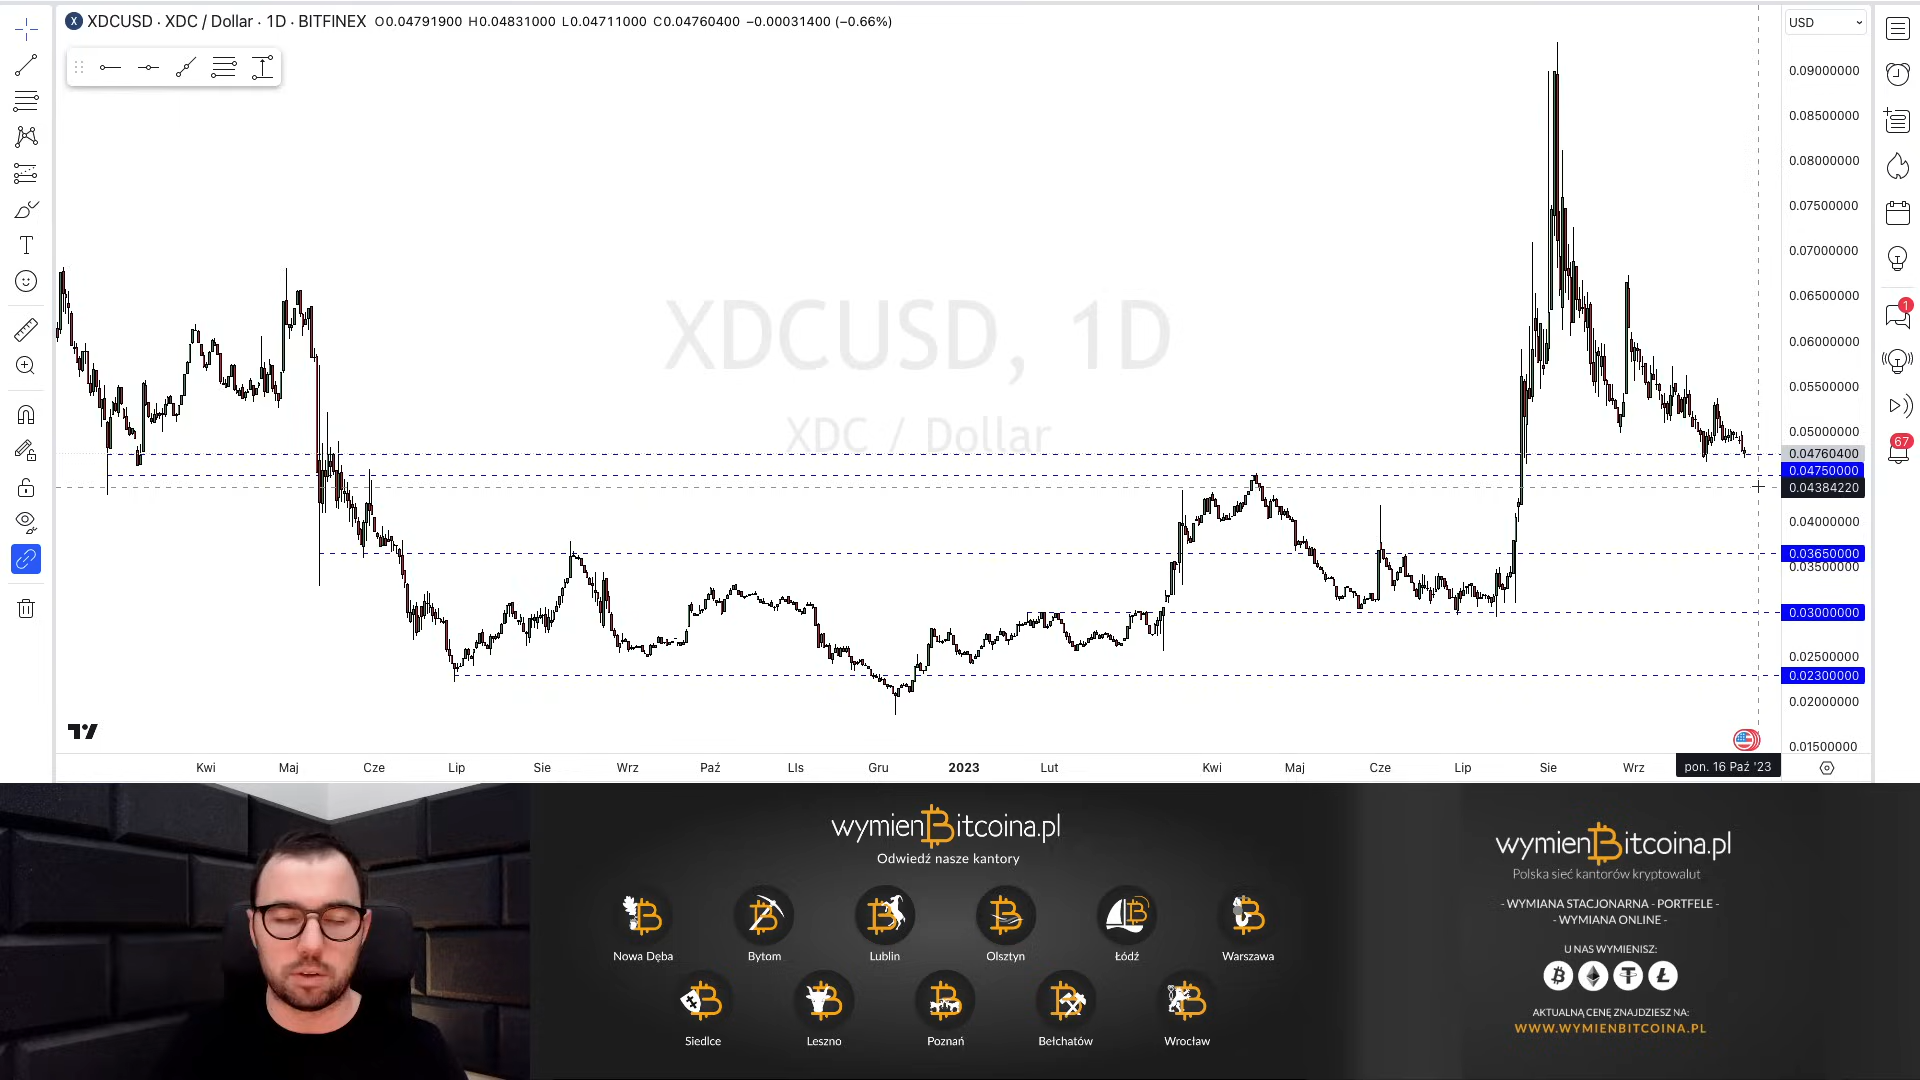 XDCUSD · XDC / Dollar · 1D · BITFINEX O0.04791900 H0.04831000 L0.04711000 C0.04760400 −0.00031400 (−0.66%)
USD
XDCUSD, 1D
XDC / Dollar
0.09000000
0.08500000
0.08000000
0.07500000
0.07000000
0.06500000
0.06000000
0.05500000
0.05000000
0.04760400
0.04750000
0.04384220
0.04000000
0.03650000
0.03500000
0.03000000
0.02500000
0.02300000
0.02000000
0.01500000
1
67
Kwi Maj Cze Lip Sie Wrz Paź LIs Gru 2023 Lut Kwi Maj Cze Lip Sie Wrz pon. 16 Paź '23
wymienBitcoina.pl
Odwiedź nasze kantory
Nowa Dęba Bytom Lublin Olsztyn Łódź Warszawa
Siedlce Leszno Poznań Bełchatów Wrocław
wymienBitcoina.pl
Polska sieć kantorów kryptowalut
- WYMIANA STACJONARNA - PORTFELE -
- WYMIANA ONLINE -
U NAS WYMIENISZ:
AKTUALNĄ CENĘ ZNAJDZIESZ NA:
WWW.WYMIENBITCOINA.PL